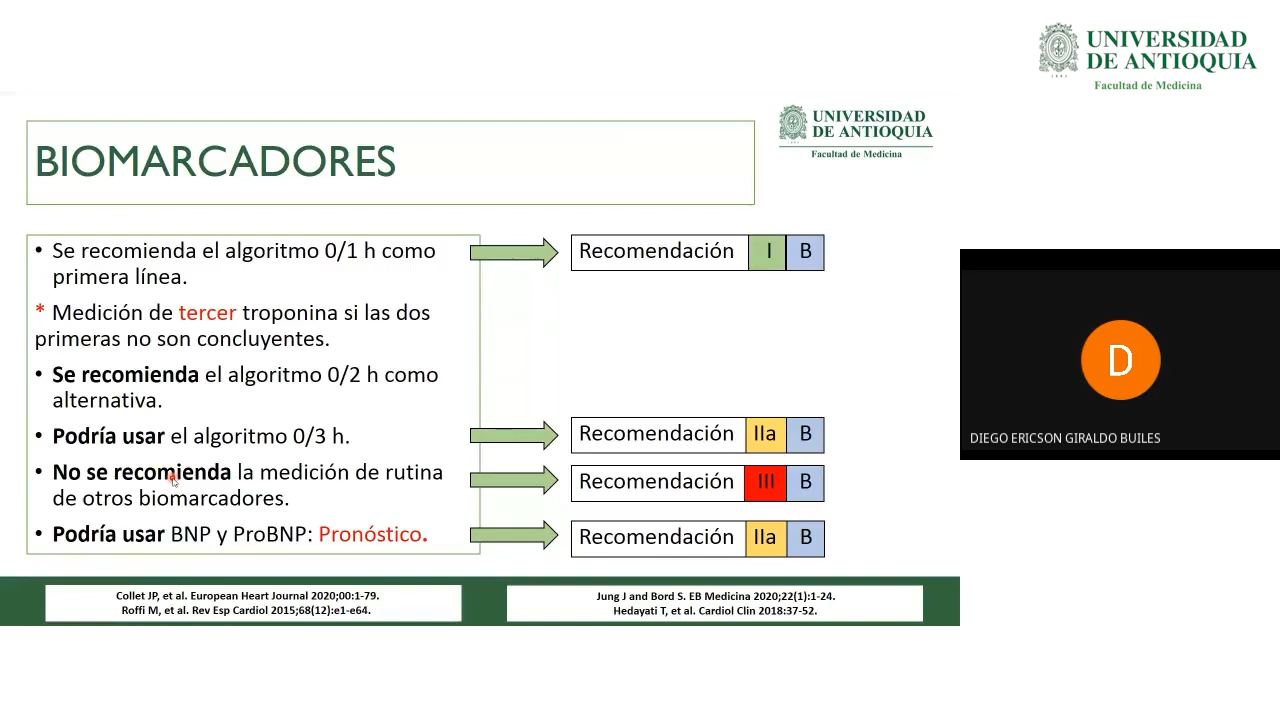 UNIVERSIDAD
DE ANTIOQUIA
Facultad de Medicina
UNIVERSIDAD
DE ANTIOQUIA
Facultad de Medicina
BIOMARCADORES
• Se recomienda el algoritmo 0/1 h como
primera línea.
* Medición de tercer troponina si las dos
primeras no son concluyentes.
• Se recomienda el algoritmo 0/2 h como
alternativa.
• Podría usar el algoritmo 0/3 h.
• No se recomienda la medición de rutina
de otros biomarcadores.
• Podría usar BNP y ProBNP: Pronóstico.
Recomendación I B
Recomendación IIa B
Recomendación III B
Recomendación IIa B
D
DIEGO ERICSON GIRALDO BUILES
Collet JP, et al. European Heart Journal 2020;00:1-79.
Roffi M, et al. Rev Esp Cardiol 2015;68(12):e1-e64.
Jung J and Bord S. EB Medicina 2020;22(1):1-24.
Hedayati T, et al. Cardiol Clin 2018:37-52.